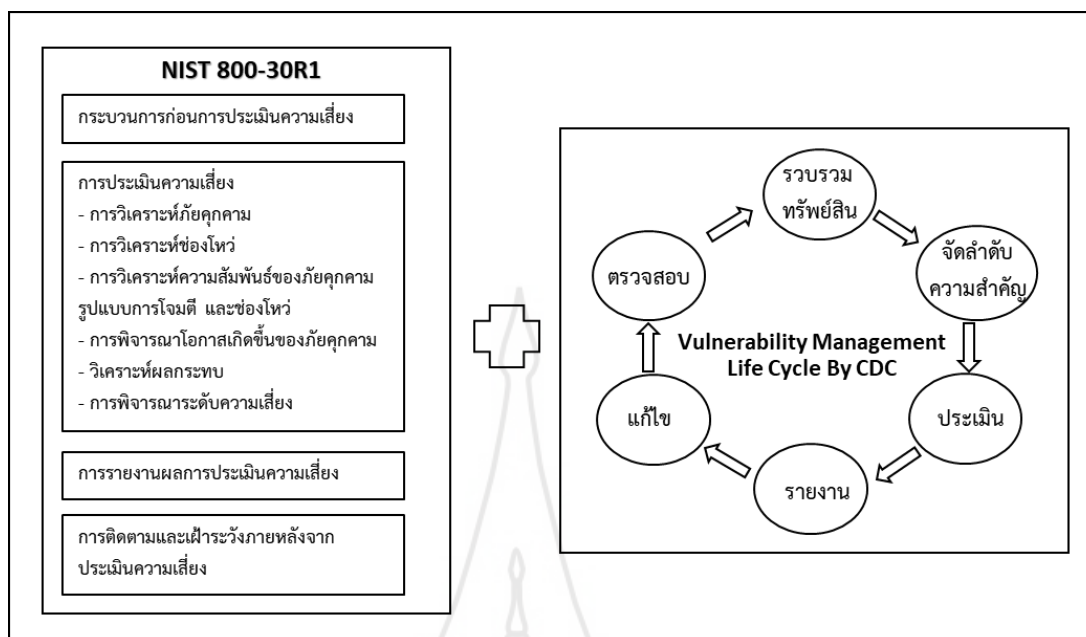 NIST 800-30R1
กระบวนการก่อนการประเมินความเสี่ยง
การประเมินความเสี่ยง
- การวิเคราะห์ภัยคุกคาม
- การวิเคราะห์ช่องโหว่
- การวิเคราะห์ความสัมพันธ์ของภัยคุกคาม
รูปแบบการโจมตี และช่องโหว่
- การพิจารณาโอกาสเกิดขึ้นของภัยคุกคาม
- วิเคราะห์ผลกระทบ
- การพิจารณาระดับความเสี่ยง
การรายงานผลการประเมินความเสี่ยง
การติดตามและเฝ้าระวังภายหลังจาก
ประเมินความเสี่ยง
รวบรวม
ทรัพย์สิน
จัดลำดับ
ความสำคัญ
ประเมิน
รายงาน
แก้ไข
ตรวจสอบ
Vulnerability Management
Life Cycle By CDC